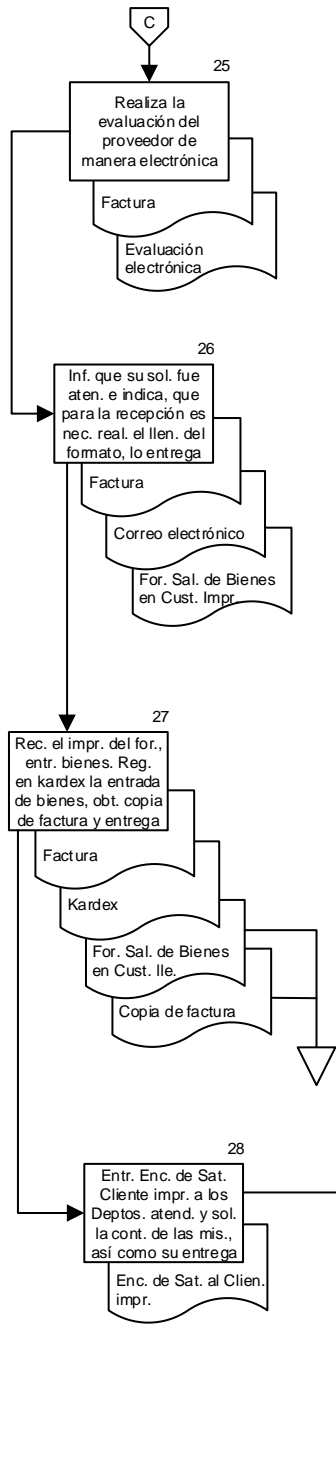 C
25
Realiza la
evaluación del
proveedor de
manera electrónica
Factura
Evaluación
electrónica
26
Inf. que su sol. fue
aten. e indica, que
para la recepción es
nec. real. el llen. del
formato, lo entrega
Factura
Correo electrónico
For. Sal. de Bienes
en Cust. Impr.
27
Rec. el impr. del for.,
entr. bienes. Reg.
en kardex la entrada
de bienes, obt. copia
de factura y entrega
Factura
Kardex
For. Sal. de Bienes
en Cust. lle.
Copia de factura
28
Entr. Enc. de Sat.
Cliente impr. a los
Deptos. atend. y sol.
la cont. de las mis.,
así como su entrega
Enc. de Sat. al Clien.
impr.